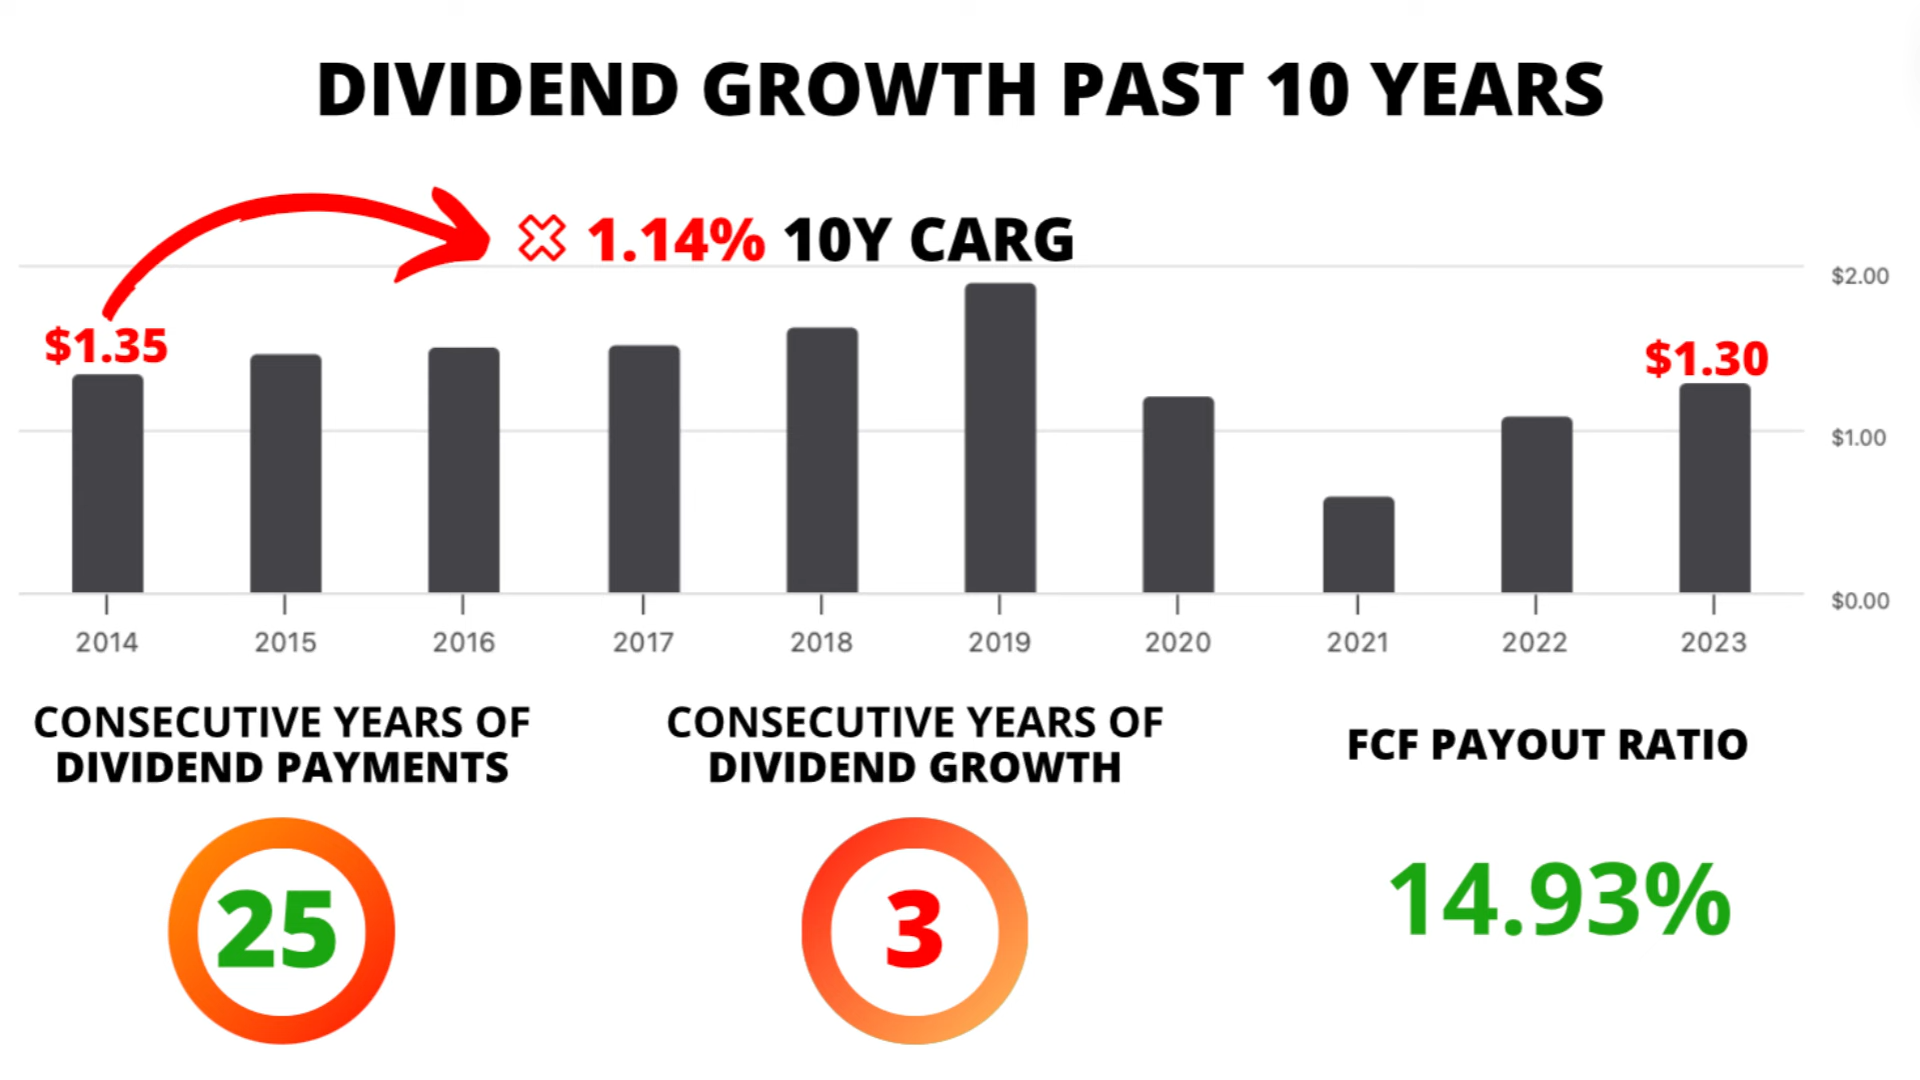 DIVIDEND GROWTH PAST 10 YEARS
1.14% 10Y CARG
$2.00
$1.35
$1.30
$1.00
$0.00
2014 2015 2016 2017 2018 2019 2020 2021 2022 2023
CONSECUTIVE YEARS OF
DIVIDEND PAYMENTS
25
CONSECUTIVE YEARS OF
DIVIDEND GROWTH
3
FCF PAYOUT RATIO
14.93%